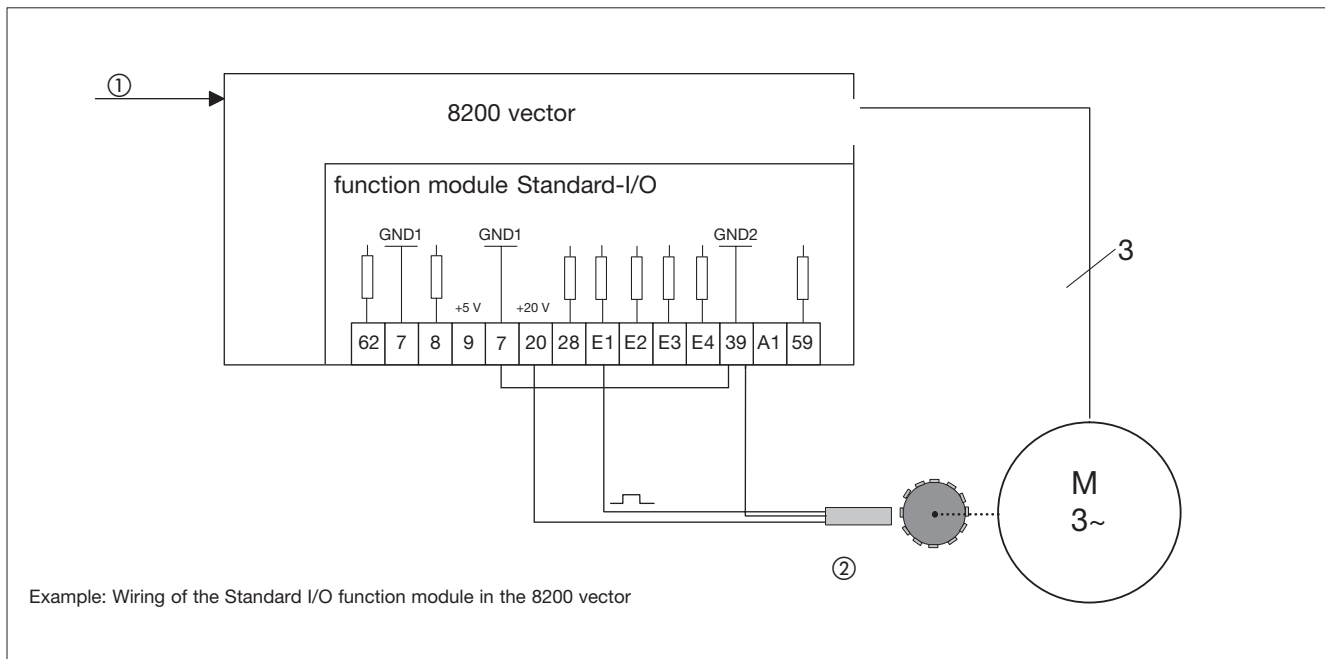 ①
8200 vector
function module Standard-I/O
GND1 GND1 GND2
3
+5 V +20 V
62 7 8 9 7 20 28 E1 E2 E3 E4 39 A1 59
M
3~
②
Example: Wiring of the Standard I/O function module in the 8200 vector